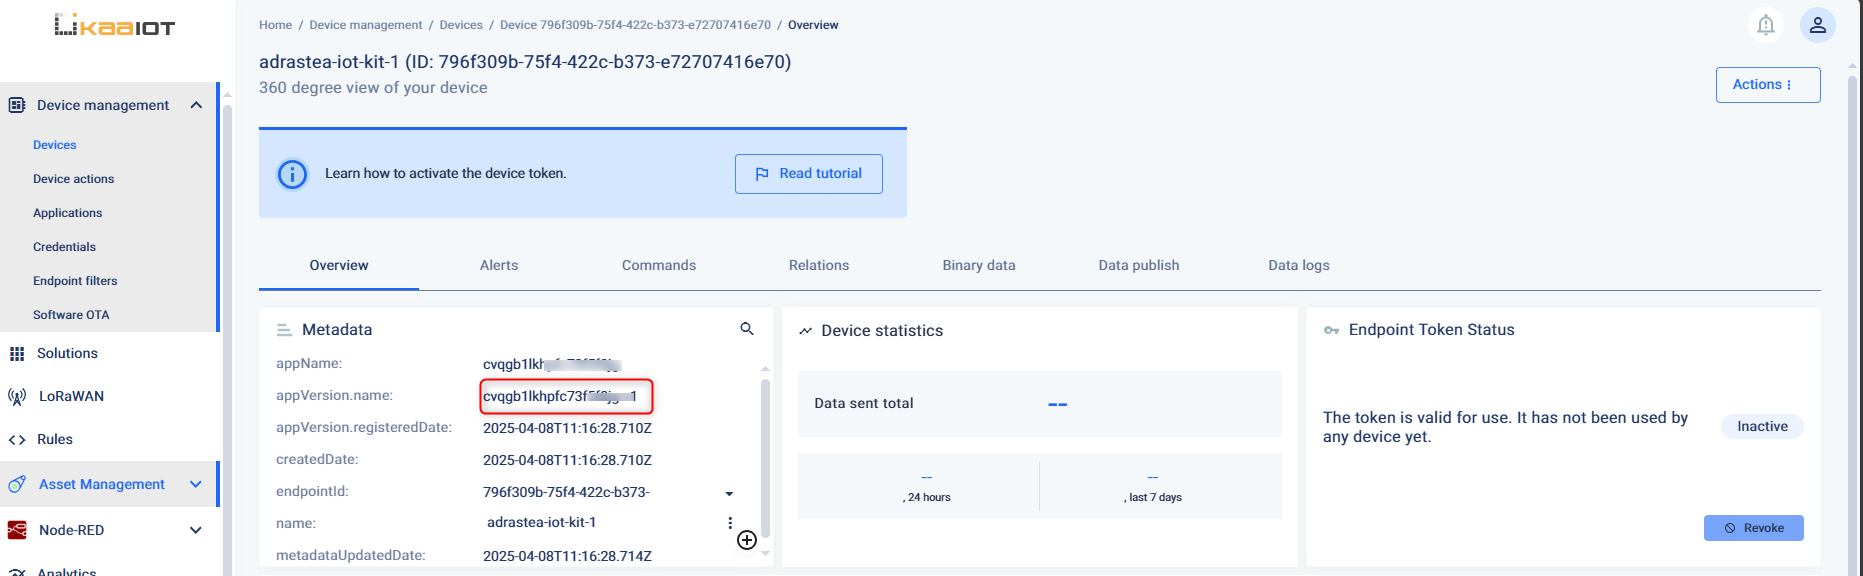 KaaIOT
Home / Device management / Devices / Device 796f309b-75f4-422c-b373-e72707416e70 / Overview
adrastea-iot-kit-1 (ID: 796f309b-75f4-422c-b373-e72707416e70)
360 degree view of your device
Actions
Device management
Devices
Device actions
Applications
Credentials
Endpoint filters
Software OTA
Solutions
LoRaWAN
Rules
Asset Management
Node-RED
Analytics
Learn how to activate the device token.
Read tutorial
Overview Alerts Commands Relations Binary data Data publish Data logs
Metadata
appName:
appVersion.name:
appVersion.registeredDate: 2025-04-08T11:16:28.710Z
createdDate: 2025-04-08T11:16:28.710Z
endpointId: 796f309b-75f4-422c-b373-
name: adrastea-iot-kit-1
metadataUpdatedDate: 2025-04-08T11:16:28.714Z
Device statistics
Data sent total --
-- --
, 24 hours , last 7 days
Endpoint Token Status
The token is valid for use. It has not been used by
any device yet.
Inactive
Revoke